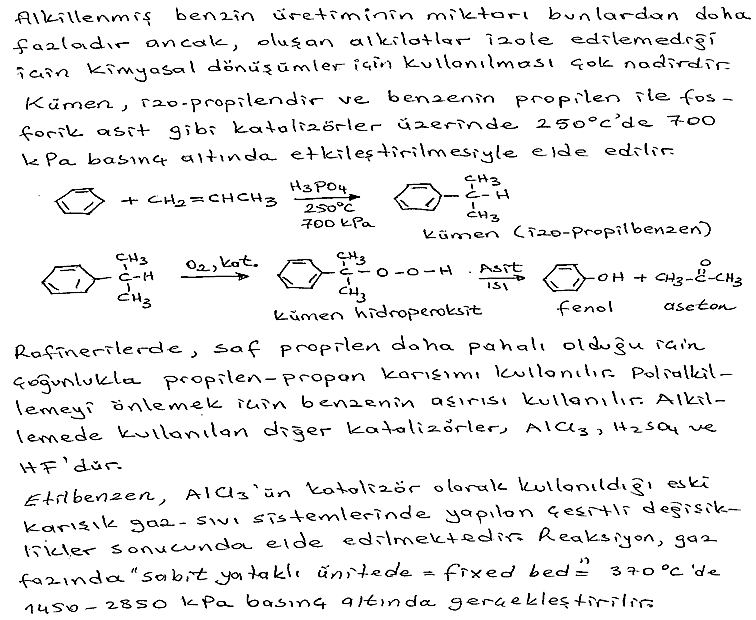 Alkillenmiş benzin üretiminin miktarı bunlardan daha
fazladır ancak, oluşan alkilatlar izole edilemediği
için kimyasal dönüşümler için kullanılması çok nadirdir.
Kümen, izo-propilendir ve benzenin propilen ile fos-
forik asit gibi katalizörler üzerinde 250°C'de 700
kPa basınç altında etkileştirilmesiyle elde edilir.
+ CH2=CHCH3 H3PO4 250°C 700 kPa CH3 -C-H CH3
kümen (izo-propilbenzen)
CH3 -C-H CH3 O2, kat. CH3 -C-O-O-H CH3 Asit ısı -OH + CH3-C-CH3 O
kümen hidroperoksit fenol aseton
Rafinerilerde, saf propilen daha pahalı olduğu için
çoğunlukla propilen-propan karışımı kullanılır. Polialkil-
lemeyi önlemek için benzenin aşırısı kullanılır. Alkil-
lemede kullanılan diğer katalizörler, AlCl3, H2SO4 ve
HF'dür.
Etilbenzen, AlCl3'ün katalizör olarak kullanıldığı eski
karışık gaz-sıvı sistemlerinde yapılan çeşitli değişik-
likler sonucunda elde edilmektedir. Reaksiyon, gaz
fazında "sabit yataklı ünitede = fixed bed=" 370°C'de
1450-2850 kPa basınç altında gerçekleştirilir.